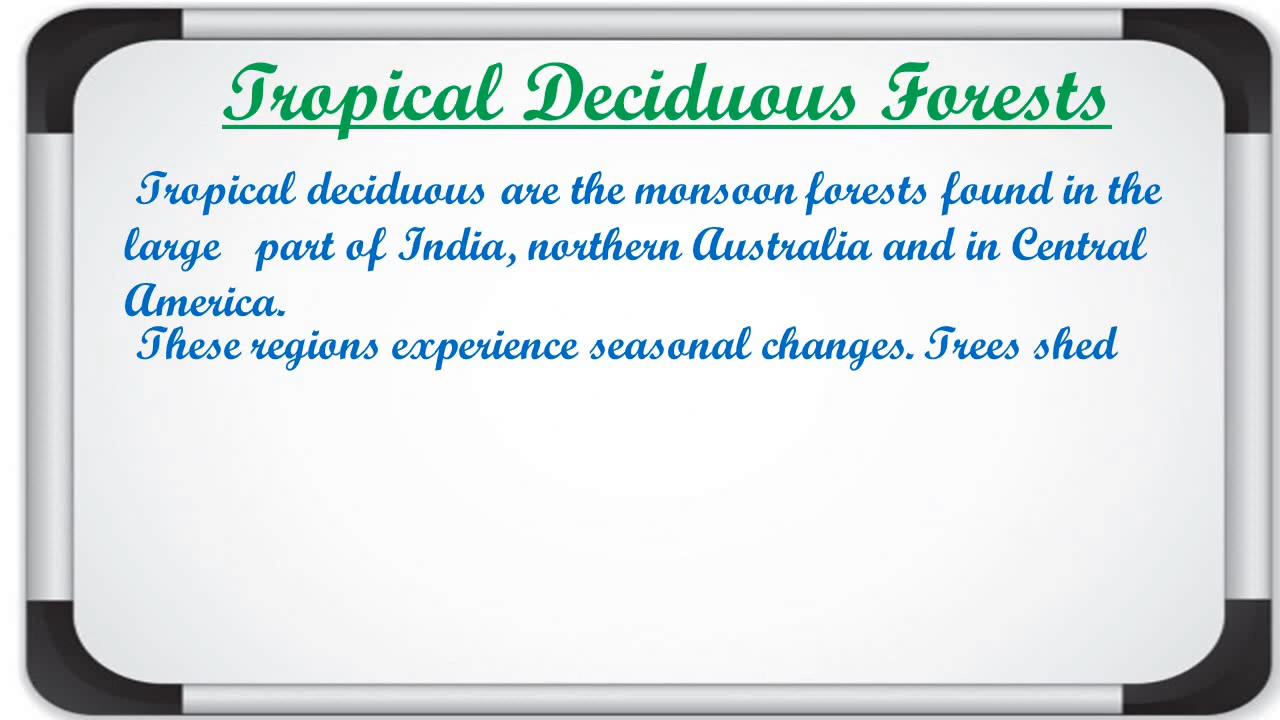 Tropical Deciduous Forests
Tropical deciduous are the monsoon forests found in the
large part of India, northern Australia and in Central
America.
These regions experience seasonal changes. Trees shed